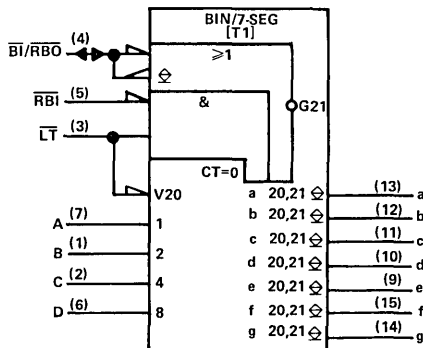 BIN/7-SEG
[T1]
BI/RBO (4)
≥1
RBI (5)
&
G21
LT (3)
CT=0
V20
A (7) 1
B (1) 2
C (2) 4
D (6) 8
a 20,21 (13) a
b 20,21 (12) b
c 20,21 (11) c
d 20,21 (10) d
e 20,21 (9) e
f 20,21 (15) f
g 20,21 (14) g